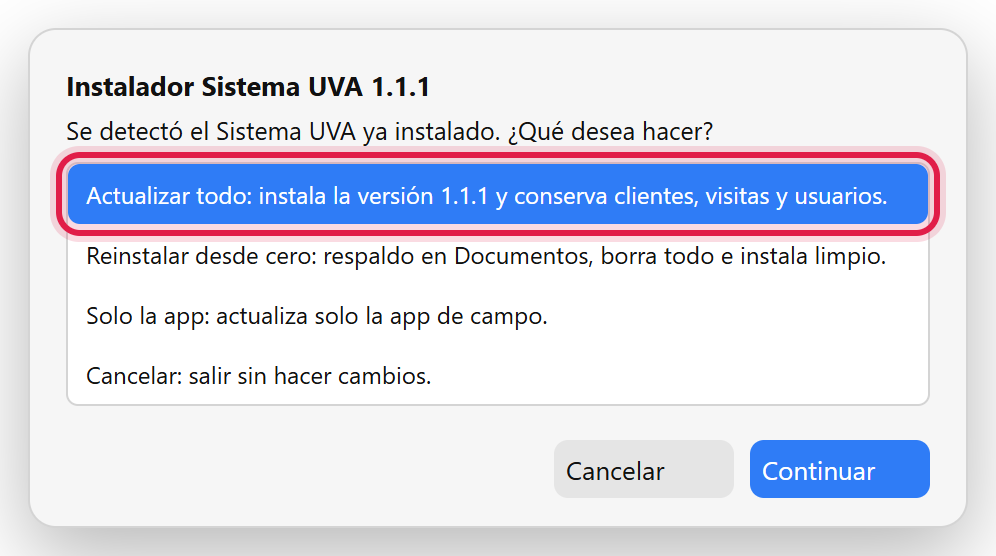 Instalador Sistema UVA 1.1.1
Se detectó el Sistema UVA ya instalado. ¿Qué desea hacer?
Actualizar todo: instala la versión 1.1.1 y conserva clientes, visitas y usuarios.
Reinstalar desde cero: respaldo en Documentos, borra todo e instala limpio.
Solo la app: actualiza solo la app de campo.
Cancelar: salir sin hacer cambios.
Cancelar
Continuar